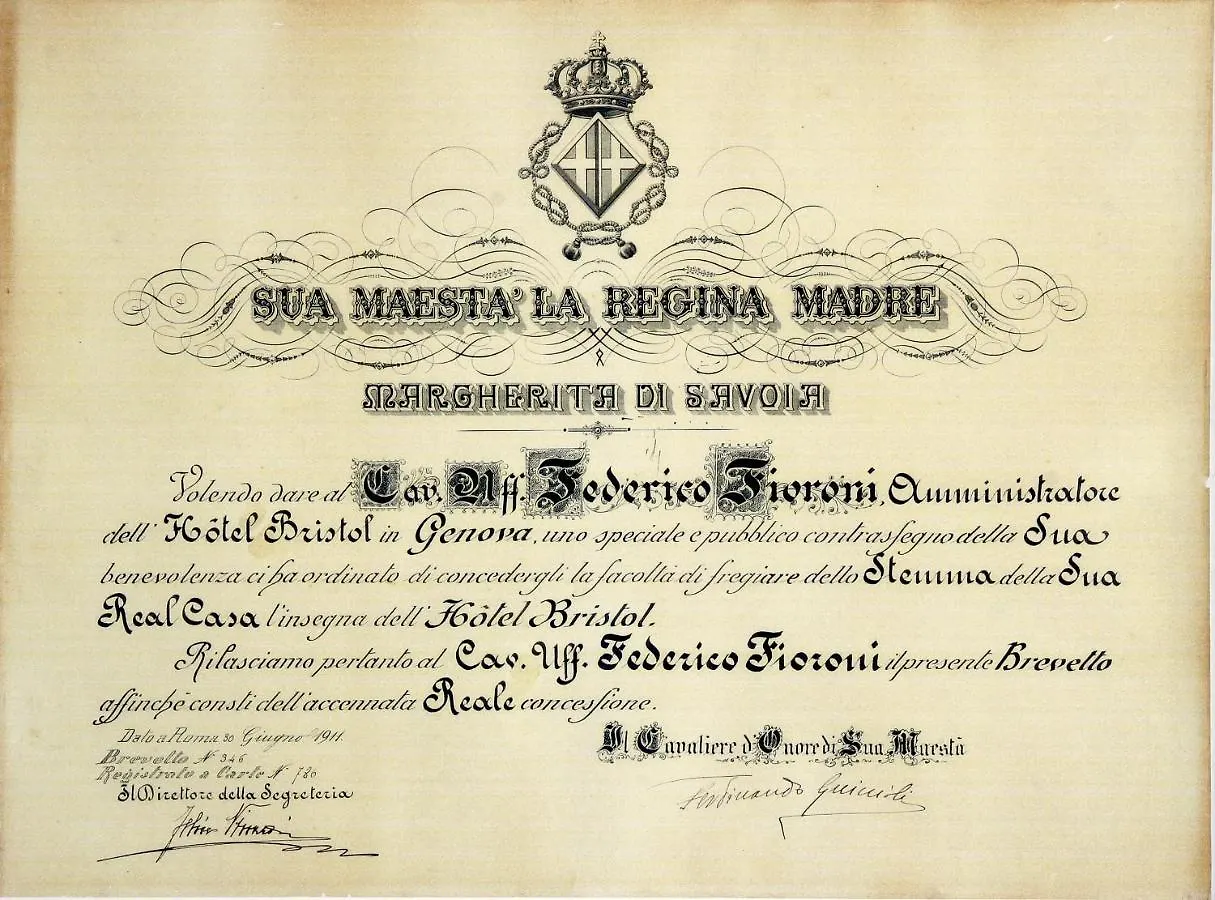 SUA MAESTA' LA REGINA MADRE
MARGHERITA DI SAVOIA
Volendo dare al Cav. Uff. Federico Fioroni, Amministratore
dell' Hôtel Bristol in Genova, uno speciale e pubblico contrassegno della Sua
benevolenza ci ha ordinato di concedergli la facoltà di fregiare dello Stemma della Sua
Real Casa l'insegna dell' Hôtel Bristol.
Rilasciamo pertanto al Cav. Uff. Federico Fioroni il presente Brevetto
affinchè consti dell'accennata Reale concessione.
Dato a Roma 30 Giugno 1911.
Brevetto N° 346
Registrato a Carte N° 780
Il Direttore della Segreteria
Il Cavaliere d'Onore di Sua Maestà
Ferdinando